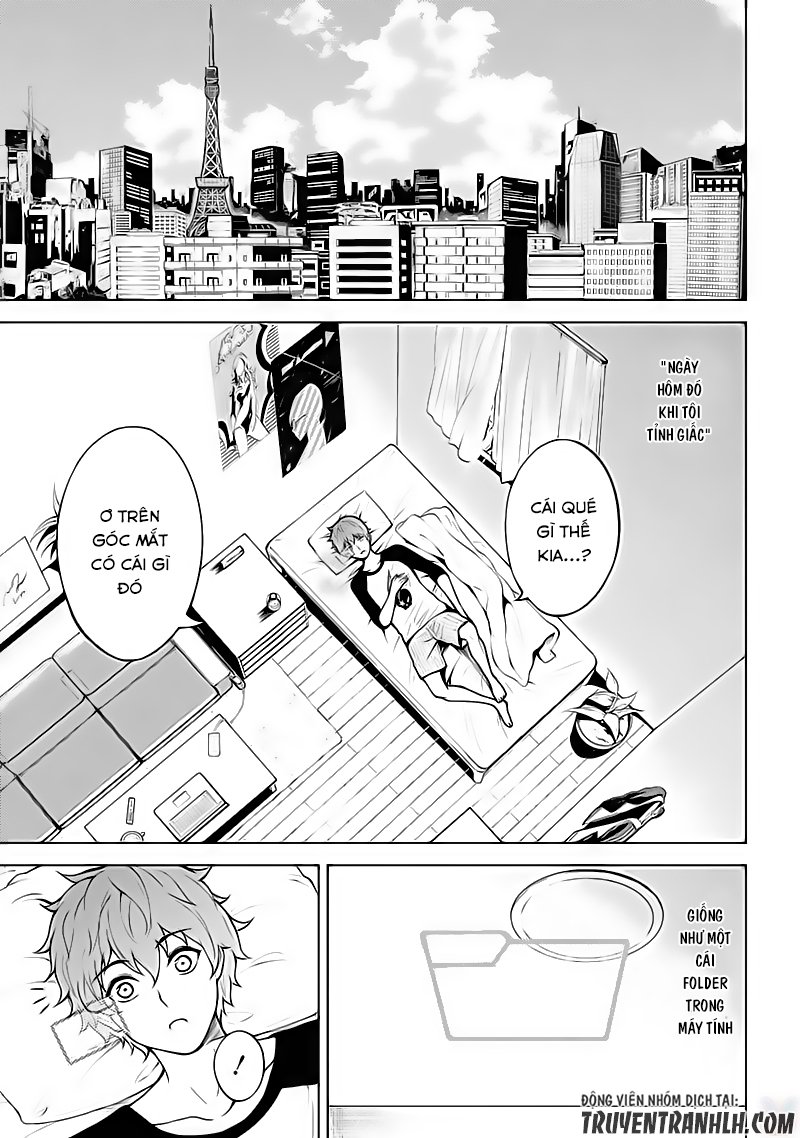 "NGÀY
HÔM ĐÓ
KHI TÔI
TỈNH GIẤC"
CÁI QUÉ
GÌ THẾ
KIA...?
Ơ TRÊN
GÓC MẮT
CÓ CÁI GÌ
ĐÓ
GIỐNG
NHƯ MỘT
CÁI
FOLDER
TRONG
MÁY TÍNH
!
ĐỘNG VIÊN NHÓM DỊCH TẠI:
TRUYENTRANHLH.COM